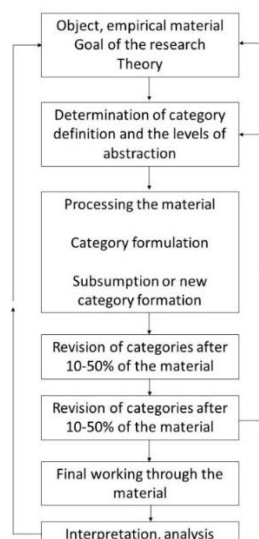 Object, empirical material
Goal of the research
Theory
Determination of category
definition and the levels of
abstraction
Processing the material
Category formulation
Subsumption or new
category formation
Revision of categories after
10-50% of the material
Revision of categories after
10-50% of the material
Final working through the
material
Interpretation, analysis